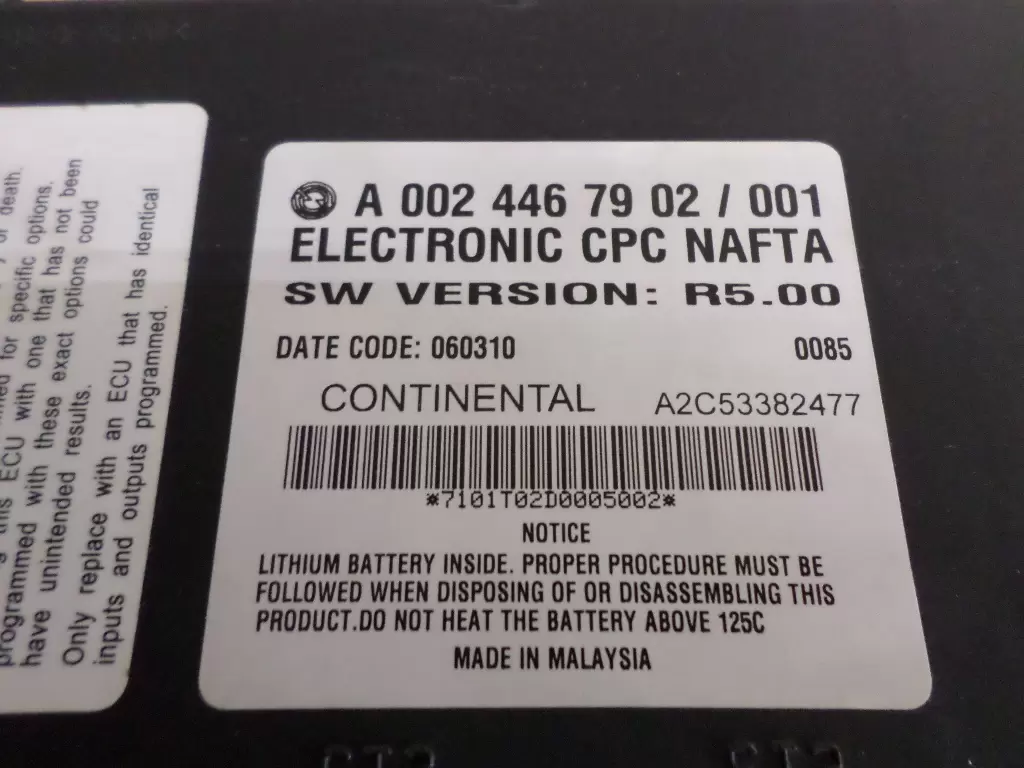 A 002 446 79 02 / 001
ELECTRONIC CPC NAFTA
SW VERSION: R5.00
DATE CODE: 060310 0085
CONTINENTAL A2C53382477
*7101T02D0005002*
NOTICE
LITHIUM BATTERY INSIDE. PROPER PROCEDURE MUST BE
FOLLOWED WHEN DISPOSING OF OR DISASSEMBLING THIS
PRODUCT.DO NOT HEAT THE BATTERY ABOVE 125C
MADE IN MALAYSIA
or death.
for specific options.
this ECU with one that has not been
programmed with these exact options could
have unintended results.
Only replace with an ECU that has identical
inputs and outputs programmed.